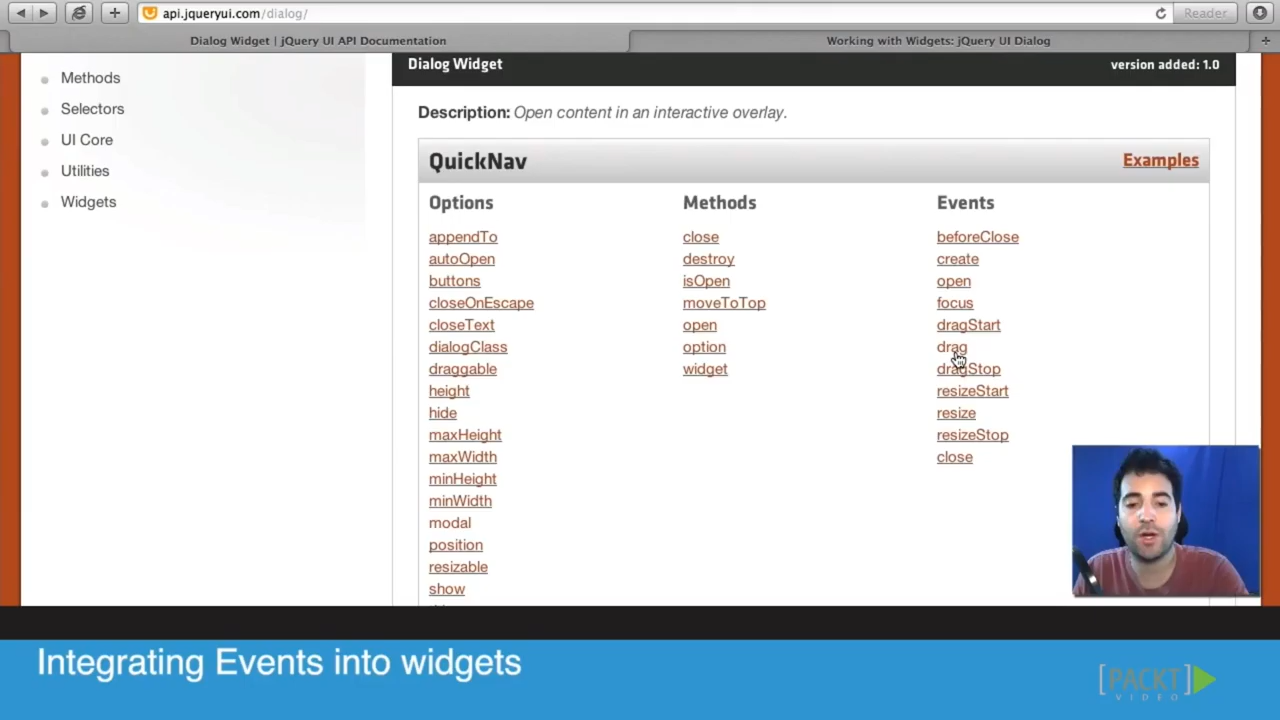 api.jqueryui.com/dialog/
Reader
Dialog Widget | jQuery UI API Documentation
Working with Widgets: jQuery UI Dialog
Methods
Selectors
UI Core
Utilities
Widgets
Dialog Widget
version added: 1.0
Description: Open content in an interactive overlay.
QuickNav
Examples
Options
appendTo
autoOpen
buttons
closeOnEscape
closeText
dialogClass
draggable
height
hide
maxHeight
maxWidth
minHeight
minWidth
modal
position
resizable
show
Methods
close
destroy
isOpen
moveToTop
open
option
widget
Events
beforeClose
create
open
focus
dragStart
drag
dragStop
resizeStart
resize
resizeStop
close
Integrating Events into widgets
[PACKT]
VIDEO